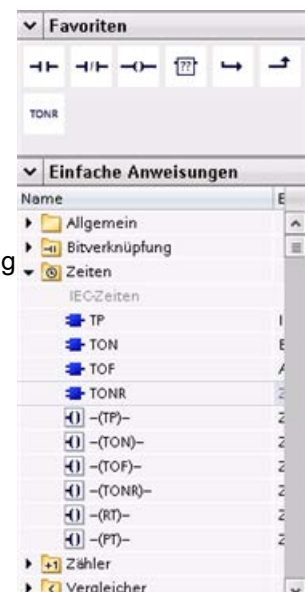 Favoriten
??
TONR
Einfache Anweisungen
Name E
Allgemein
Bitverknüpfung
g
Zeiten
IEC-Zeiten
TP I
TON E
TOF A
TONR Z
–(TP)– Z
–(TON)– Z
–(TOF)– Z
–(TONR)– Z
–(RT)– Z
–(PT)– Z
+1 Zähler
Vergleicher